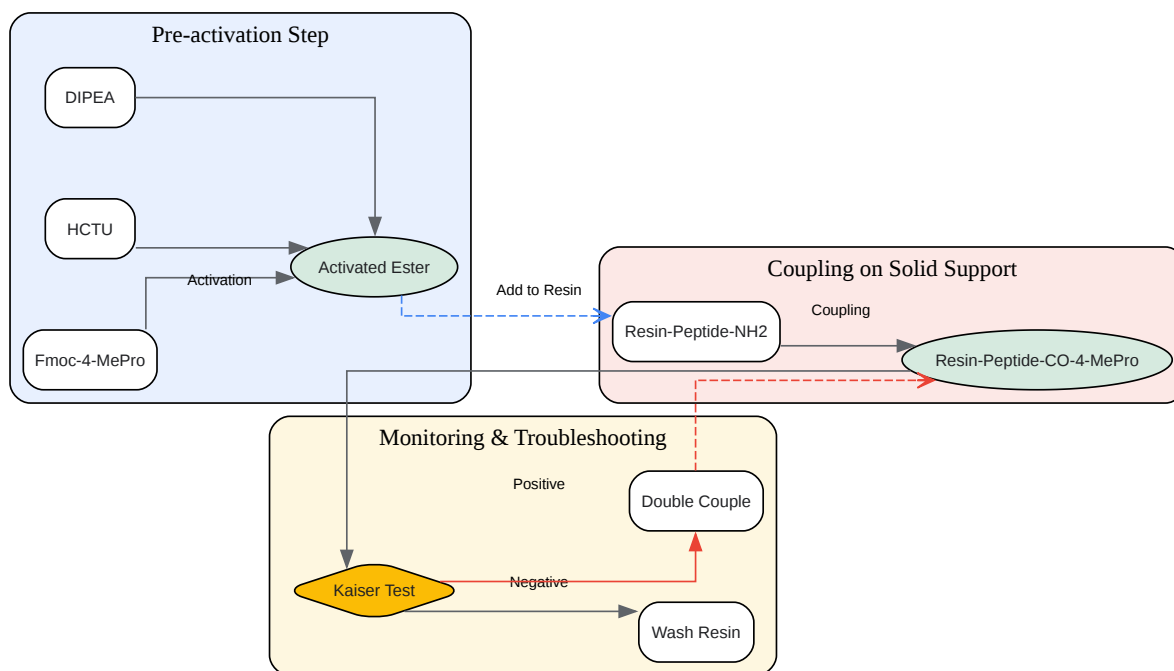 Pre-activation Step
DIPEA
HCTU
Activated Ester
Activation
Fmoc-4-MePro
Add to Resin
Coupling on Solid Support
Coupling
Resin-Peptide-NH2
Resin-Peptide-CO-4-MePro
Monitoring & Troubleshooting
Positive
Double Couple
Kaiser Test
Negative
Wash Resin